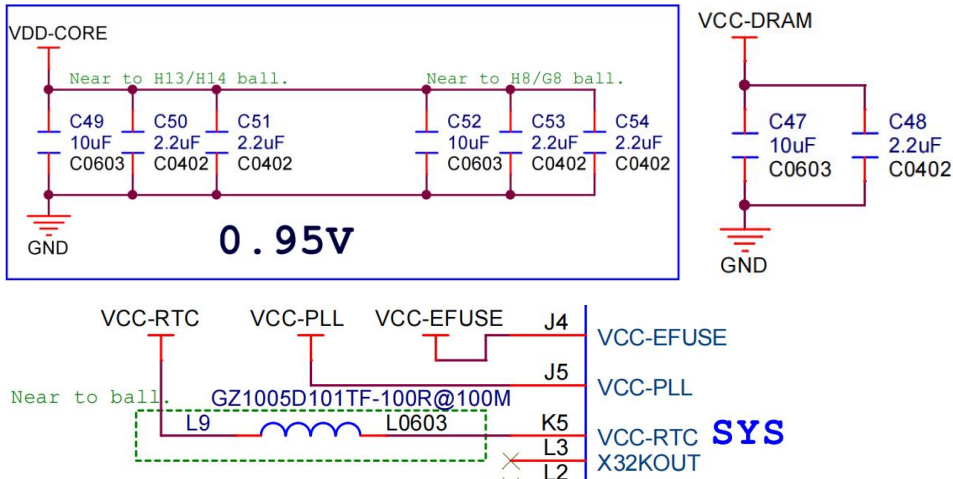 VDD-CORE
Near to H13/H14 ball.
Near to H8/G8 ball.
C49
10uF
C0603
C50
2.2uF
C0402
C51
2.2uF
C0402
C52
10uF
C0603
C53
2.2uF
C0402
C54
2.2uF
C0402
GND
0.95V
VCC-DRAM
C47
10uF
C0603
C48
2.2uF
C0402
GND
VCC-RTC
VCC-PLL
VCC-EFUSE
J4
VCC-EFUSE
J5
VCC-PLL
Near to ball.
GZ1005D101TF-100R@100M
L9
L0603
K5
VCC-RTC
SYS
L3
X32KOUT
L2